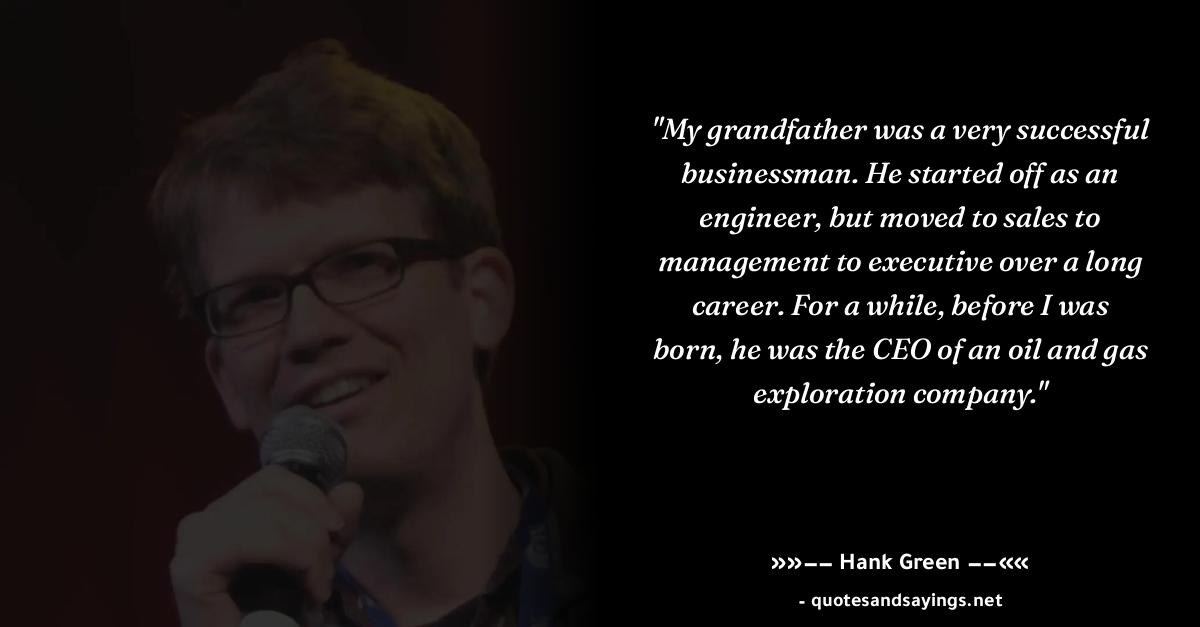 "My grandfather was a very successful
businessman. He started off as an
engineer, but moved to sales to
management to executive over a long
career. For a while, before I was
born, he was the CEO of an oil and gas
exploration company."
»»–– Hank Green ––««
- quotesandsayings.net